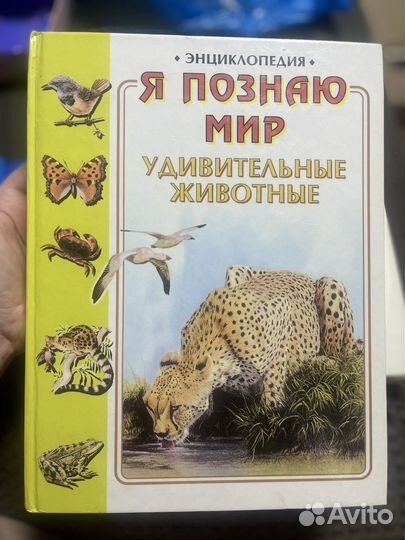 • ЭНЦИКЛОПЕДИЯ •
Я ПОЗНАЮ
МИР
УДИВИТЕЛЬНЫЕ
ЖИВОТНЫЕ
Avito